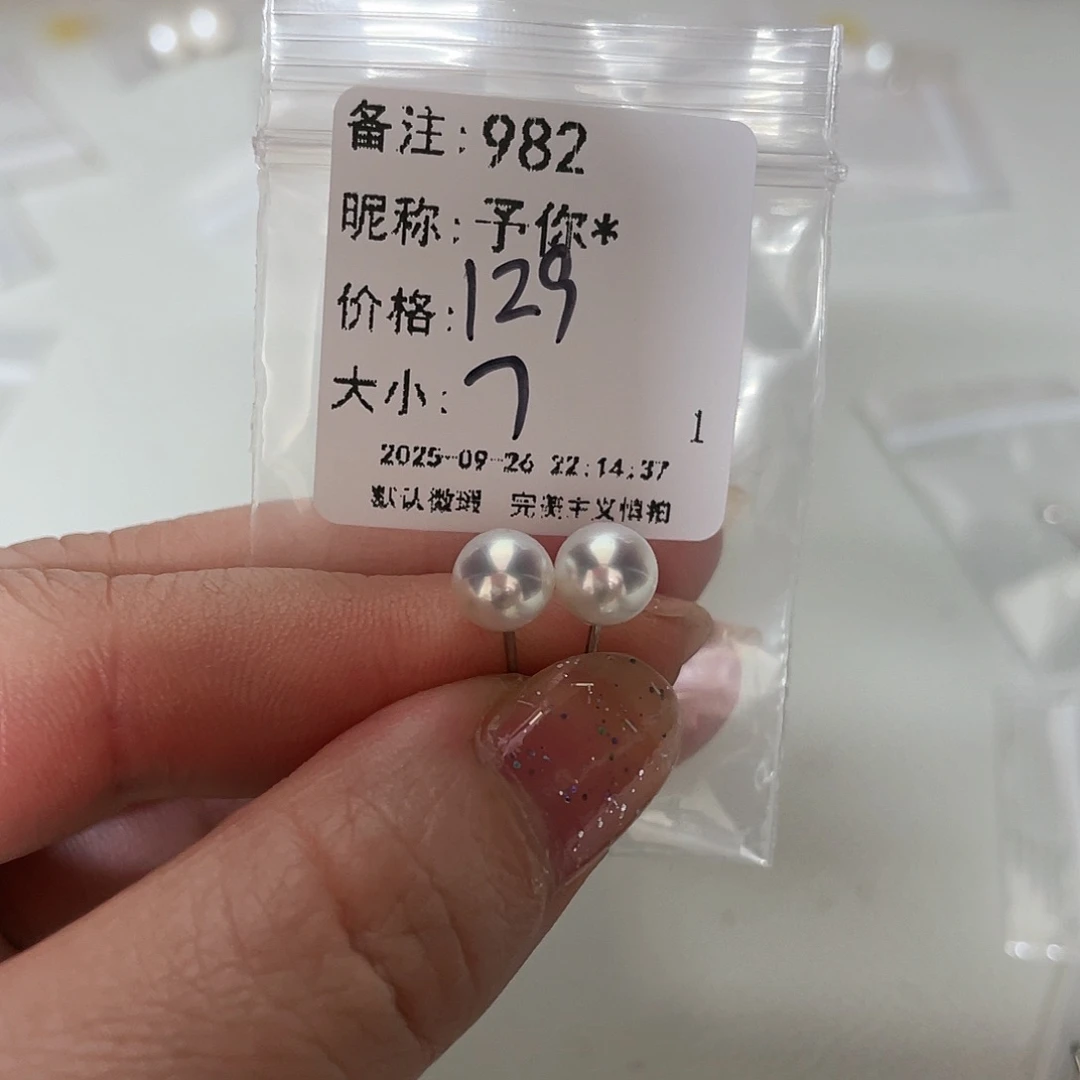 备注:982
昵称:予你*
价格:129
大小:7
1
2025-09-26 22:14:37
默认微瑕 完美主义慎拍